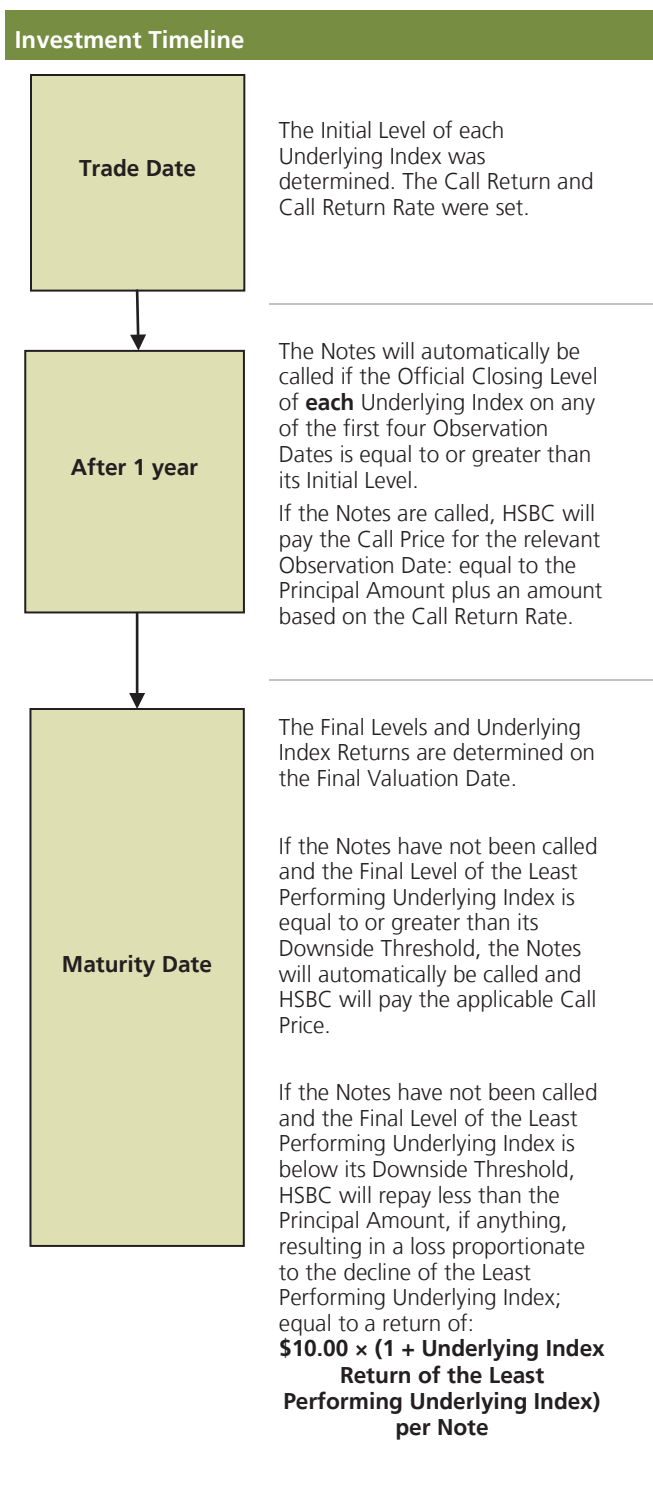 Investment Timeline
Trade Date
The Initial Level of each
Underlying Index was
determined. The Call Return and
Call Return Rate were set.
After 1 year
The Notes will automatically be
called if the Official Closing Level
of each Underlying Index on any
of the first four Observation
Dates is equal to or greater than
its Initial Level.
If the Notes are called, HSBC will
pay the Call Price for the relevant
Observation Date: equal to the
Principal Amount plus an amount
based on the Call Return Rate.
Maturity Date
The Final Levels and Underlying
Index Returns are determined on
the Final Valuation Date.
If the Notes have not been called
and the Final Level of the Least
Performing Underlying Index is
equal to or greater than its
Downside Threshold, the Notes
will automatically be called and
HSBC will pay the applicable Call
Price.
If the Notes have not been called
and the Final Level of the Least
Performing Underlying Index is
below its Downside Threshold,
HSBC will repay less than the
Principal Amount, if anything,
resulting in a loss proportionate
to the decline of the Least
Performing Underlying Index;
equal to a return of:
$10.00 × (1 + Underlying Index
Return of the Least
Performing Underlying Index)
per Note